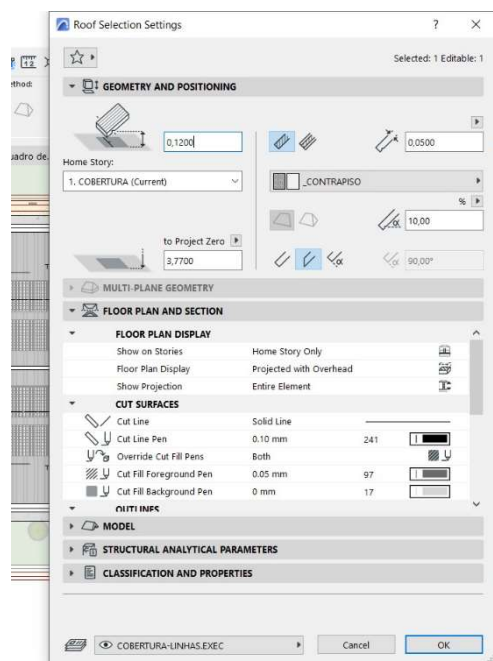 Roof Selection Settings
?
Selected: 1 Editable: 1
12
thod:
GEOMETRY AND POSITIONING
0,1200
0,0500
uadro de.
Home Story:
1. COBERTURA (Current)
_CONTRAPISO
%
α
10,00
to Project Zero
3,7700
α
α
90,00°
MULTI-PLANE GEOMETRY
FLOOR PLAN AND SECTION
FLOOR PLAN DISPLAY
Show on Stories Home Story Only
Floor Plan Display Projected with Overhead
Show Projection Entire Element
CUT SURFACES
Cut Line Solid Line
Cut Line Pen 0.10 mm 241
Override Cut Fill Pens Both
Cut Fill Foreground Pen 0.05 mm 97
Cut Fill Background Pen 0 mm 17
OUTLINES
MODEL
STRUCTURAL ANALYTICAL PARAMETERS
CLASSIFICATION AND PROPERTIES
COBERTURA-LINHAS.EXEC
Cancel
OK